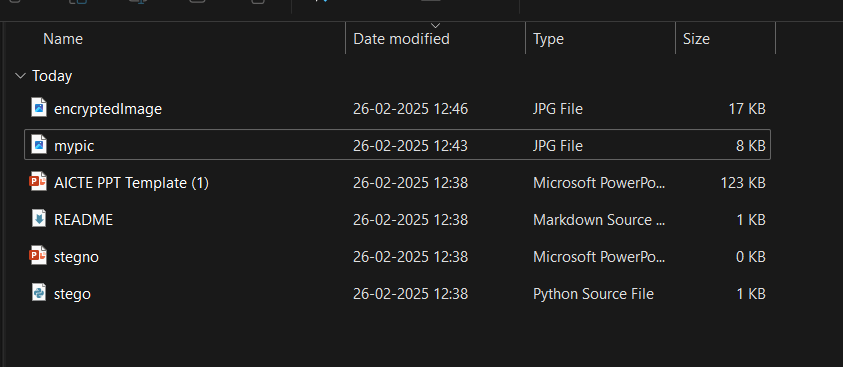 Name Date modified Type Size
Today
encryptedImage 26-02-2025 12:46 JPG File 17 KB
mypic 26-02-2025 12:43 JPG File 8 KB
AICTE PPT Template (1) 26-02-2025 12:38 Microsoft PowerPo... 123 KB
README 26-02-2025 12:38 Markdown Source ... 1 KB
stegno 26-02-2025 12:38 Microsoft PowerPo... 0 KB
stego 26-02-2025 12:38 Python Source File 1 KB